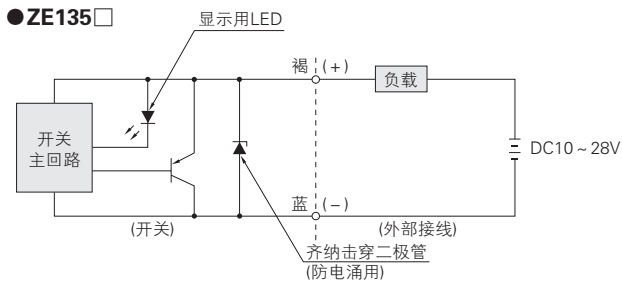 ●ZE135□
显示用LED
褐 (+)
负载
开关
主回路
DC10~28V
蓝 (−)
(开关)
(外部接线)
齐纳击穿二极管
(防电涌用)